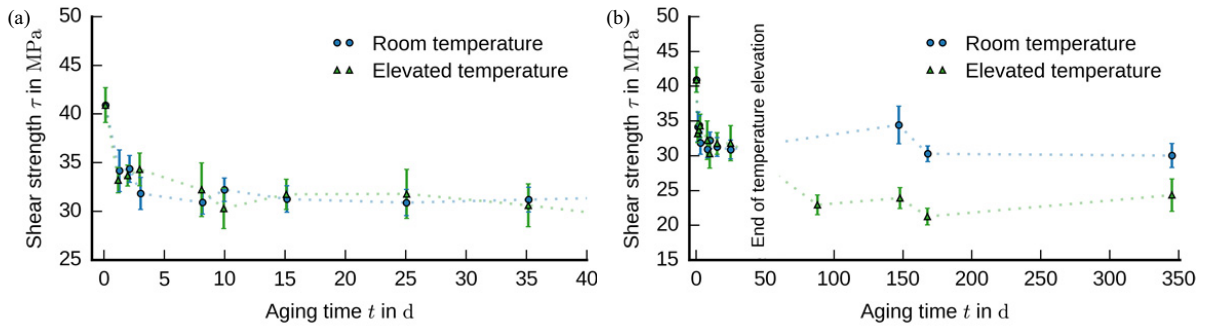 (a)
50
45
40
35
30
25
Shear strength τ in MPa
Room temperature
Elevated temperature
0 5 10 15 20 25 30 35 40
Aging time t in d
(b)
50
45
40
35
30
25
20
15
Shear strength τ in MPa
End of temperature elevation
Room temperature
Elevated temperature
0 50 100 150 200 250 300 350
Aging time t in d